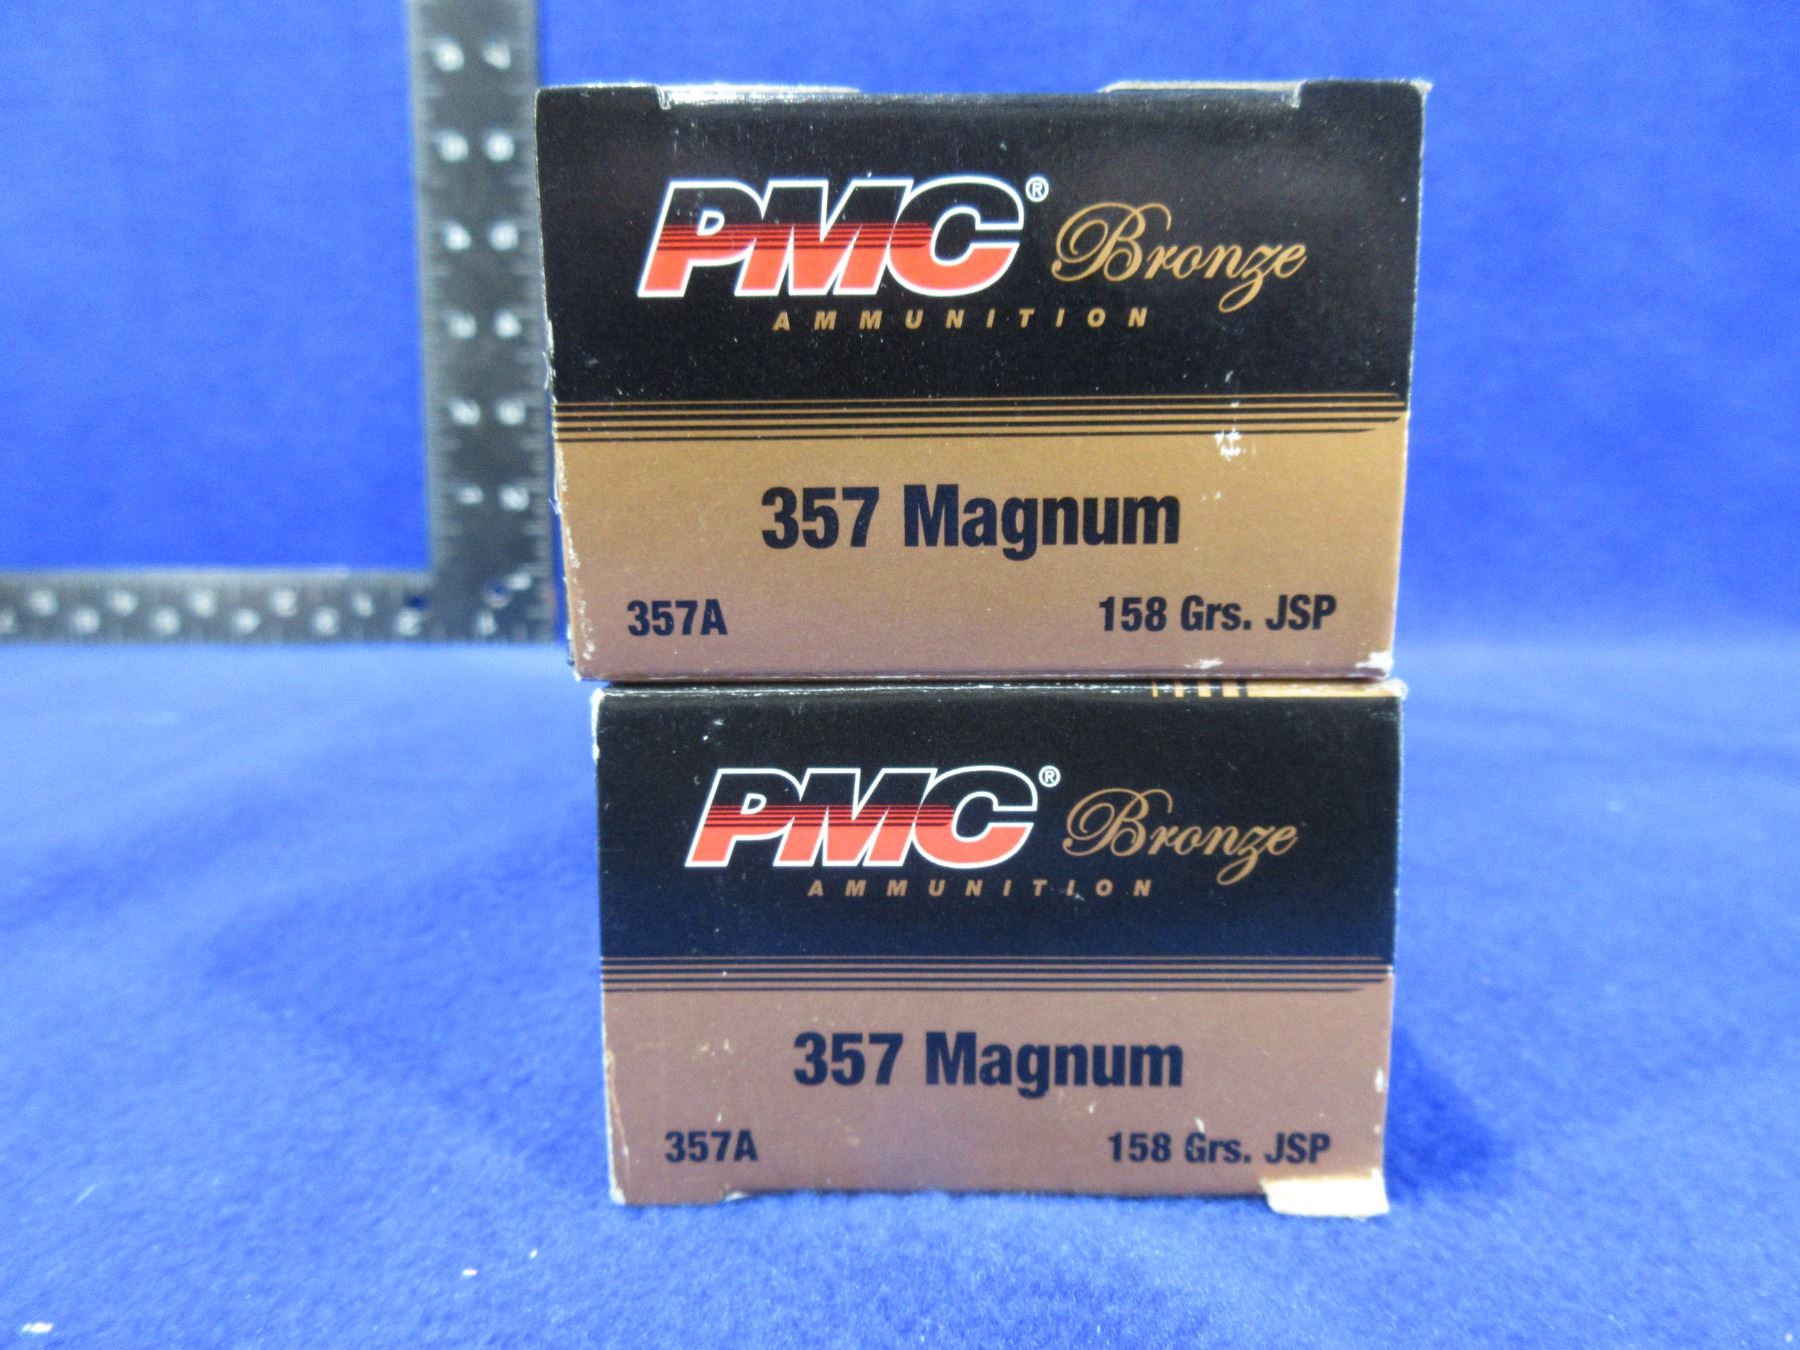 PMC® Bronze
AMMUNITION
357 Magnum
357A 158 Grs. JSP
PMC® Bronze
AMMUNITION
357 Magnum
357A 158 Grs. JSP